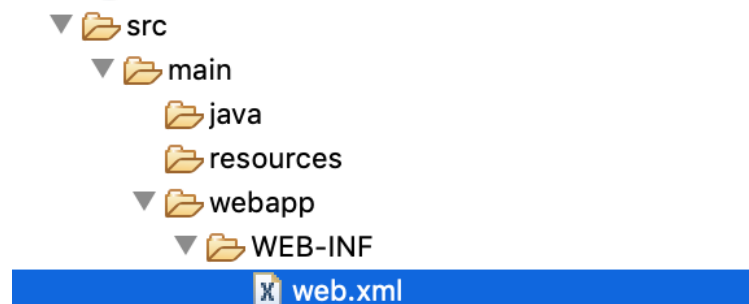 src
main
java
resources
webapp
WEB-INF
web.xml